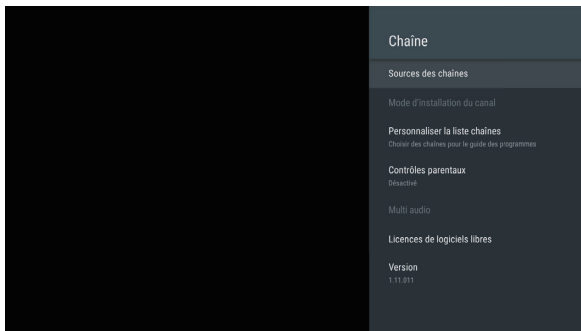 Chaîne
Sources des chaînes
Mode d'installation du canal
Personnaliser la liste chaînes
Choisir des chaînes pour le guide des programmes
Contrôles parentaux
Désactivé
Multi audio
Licences de logiciels libres
Version
1.11.011